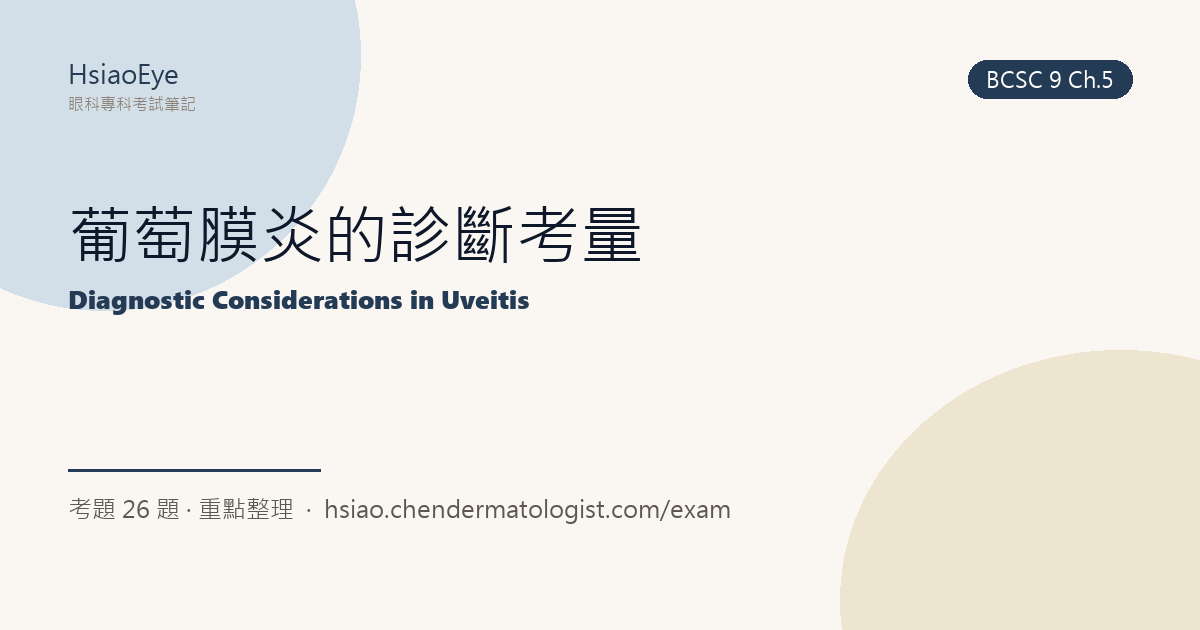 HsiaoEye
眼科專科考試筆記
BCSC 9 Ch.5
葡萄膜炎的診斷考量
Diagnostic Considerations in Uveitis
考題 26 題 · 重點整理 · hsiao.chendermatologist.com/exam